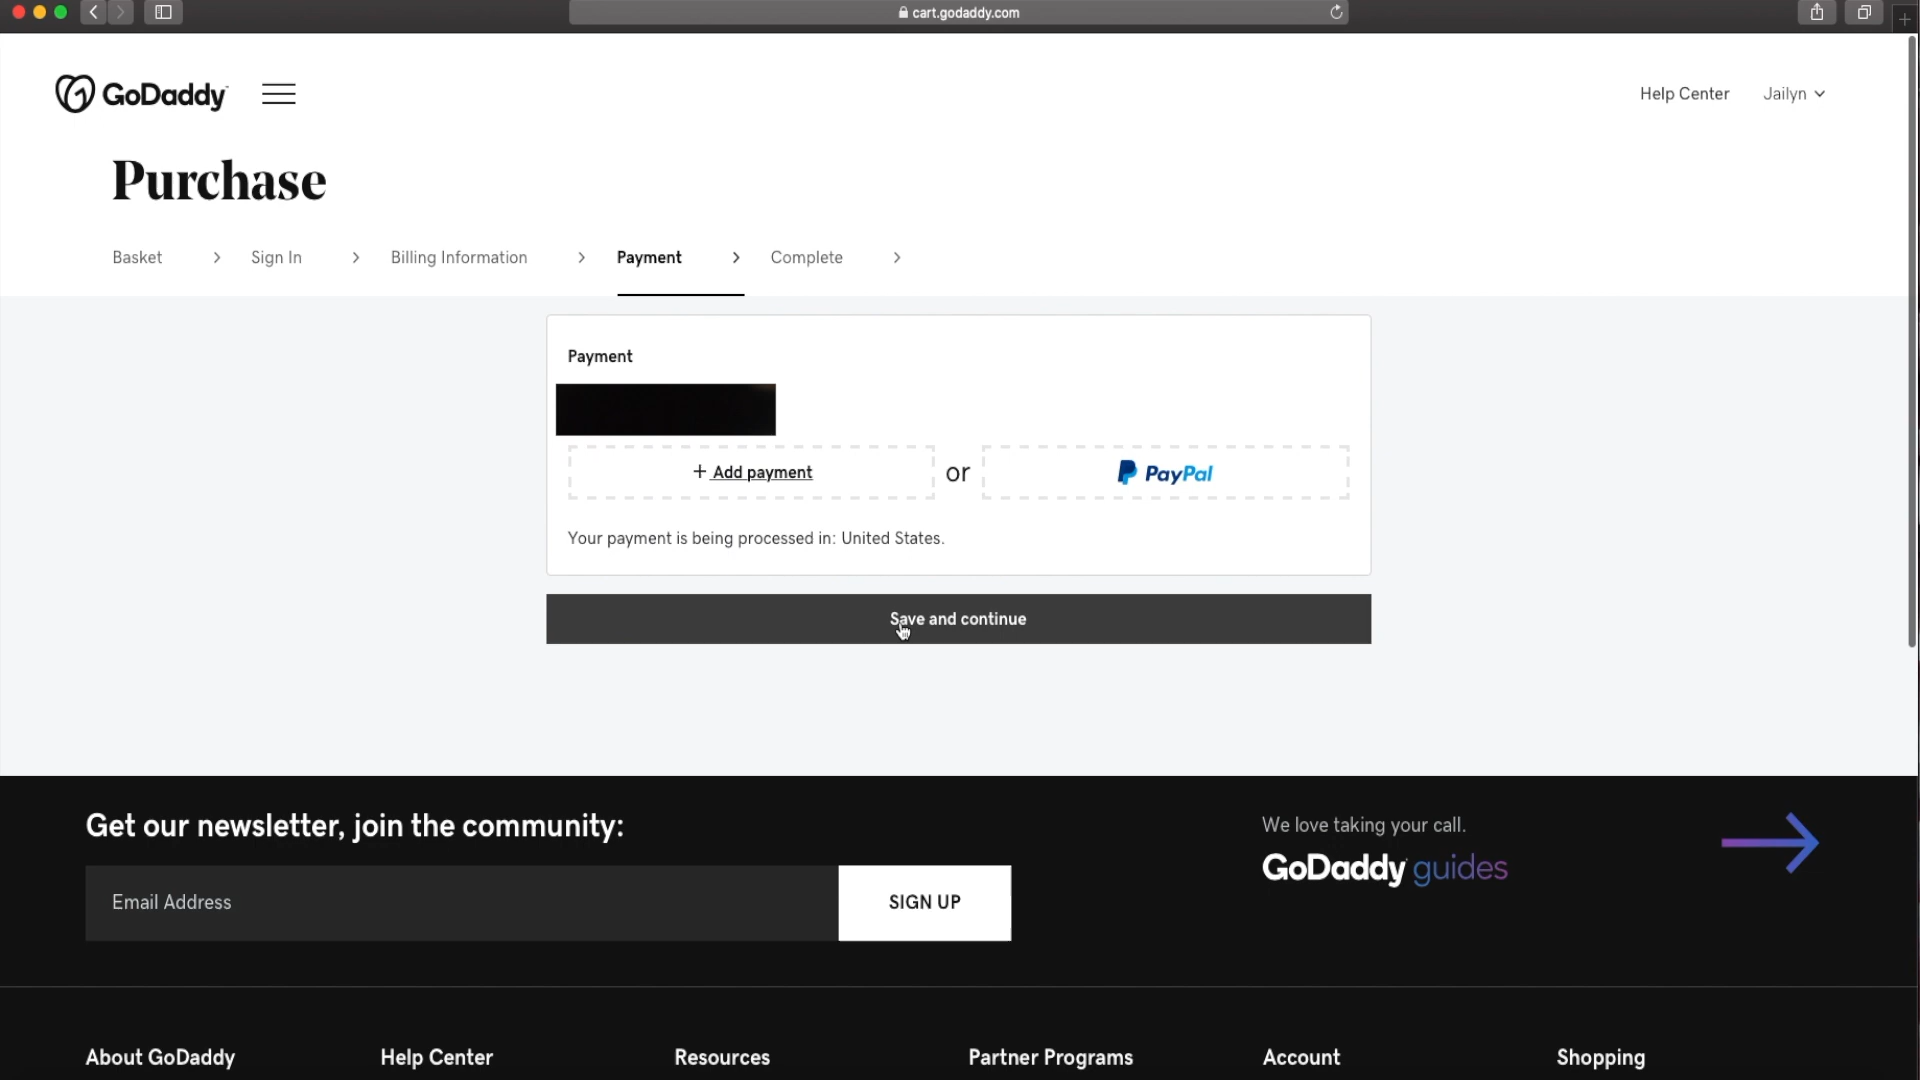 cart.godaddy.com
GoDaddy
Help Center
Jailyn
Purchase
Basket > Sign In > Billing Information > Payment > Complete >
Payment
+ Add payment or PayPal
Your payment is being processed in: United States.
Save and continue
Get our newsletter, join the community:
Email Address
SIGN UP
We love taking your call.
GoDaddy guides
About GoDaddy
Help Center
Resources
Partner Programs
Account
Shopping